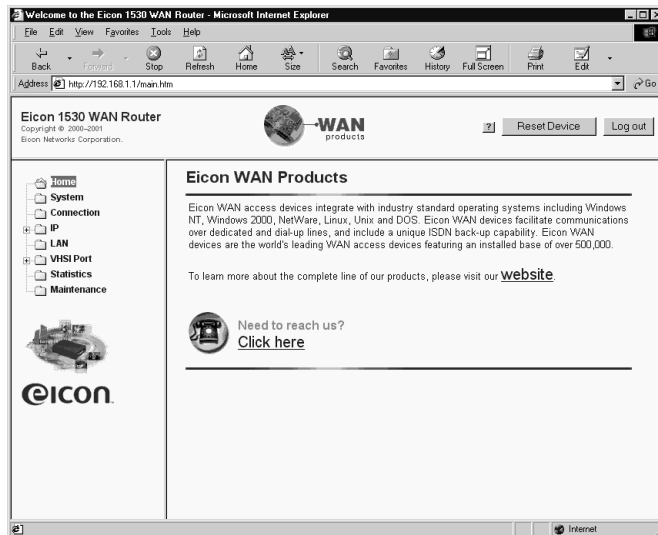 Welcome to the Eicon 1530 WAN Router - Microsoft Internet Explorer
File Edit View Favorites Tools Help
Back Forward Stop Refresh Home Size Search Favorites History Full Screen Print Edit
Address http://192.168.1.1/main.htm Go
Eicon 1530 WAN Router
Copyright © 2000-2001
Eicon Networks Corporation.
WAN
products
? Reset Device Log out
Home
System
Connection
IP
LAN
VHSI Port
Statistics
Maintenance
eicon.
Eicon WAN Products
Eicon WAN access devices integrate with industry standard operating systems including Windows
NT, Windows 2000, NetWare, Linux, Unix and DOS. Eicon WAN devices facilitate communications
over dedicated and dial-up lines, and include a unique ISDN back-up capability. Eicon WAN
devices are the world's leading WAN access devices featuring an installed base of over 500,000.
To learn more about the complete line of our products, please visit our website.
Need to reach us?
Click here
Internet